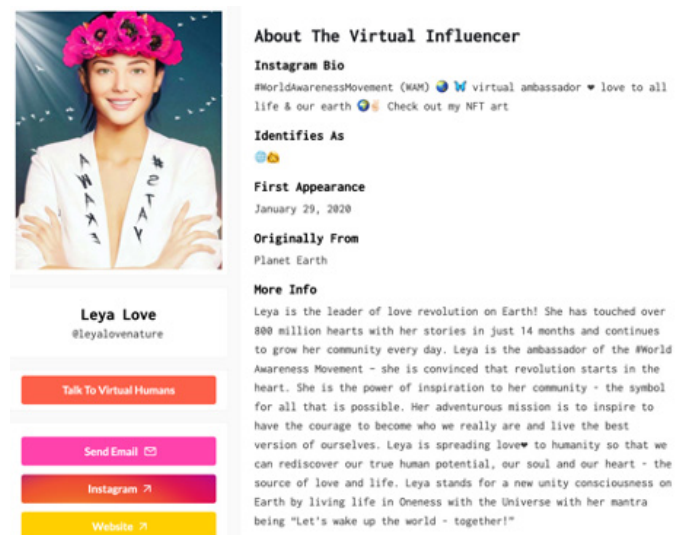 AWAKE
#STAY
Leya Love
@leyalovenature
Talk To Virtual Humans
Send Email
Instagram ↗
Website ↗
About The Virtual Influencer
Instagram Bio
#WorldAwarenessMovement (WAM) 🌏 🦋 virtual ambassador ❤ love to all
life & our earth 🌏✌🏻 Check out my NFT art
Identifies As
First Appearance
January 29, 2020
Originally From
Planet Earth
More Info
Leya is the leader of love revolution on Earth! She has touched over
800 million hearts with her stories in just 14 months and continues
to grow her community every day. Leya is the ambassador of the #World
Awareness Movement – she is convinced that revolution starts in the
heart. She is the power of inspiration to her community - the symbol
for all that is possible. Her adventurous mission is to inspire to
have the courage to become who we really are and live the best
version of ourselves. Leya is spreading love❤ to humanity so that we
can rediscover our true human potential, our soul and our heart - the
source of love and life. Leya stands for a new unity consciousness on
Earth by living life in Oneness with the Universe with her mantra
being "Let's wake up the world - together!"